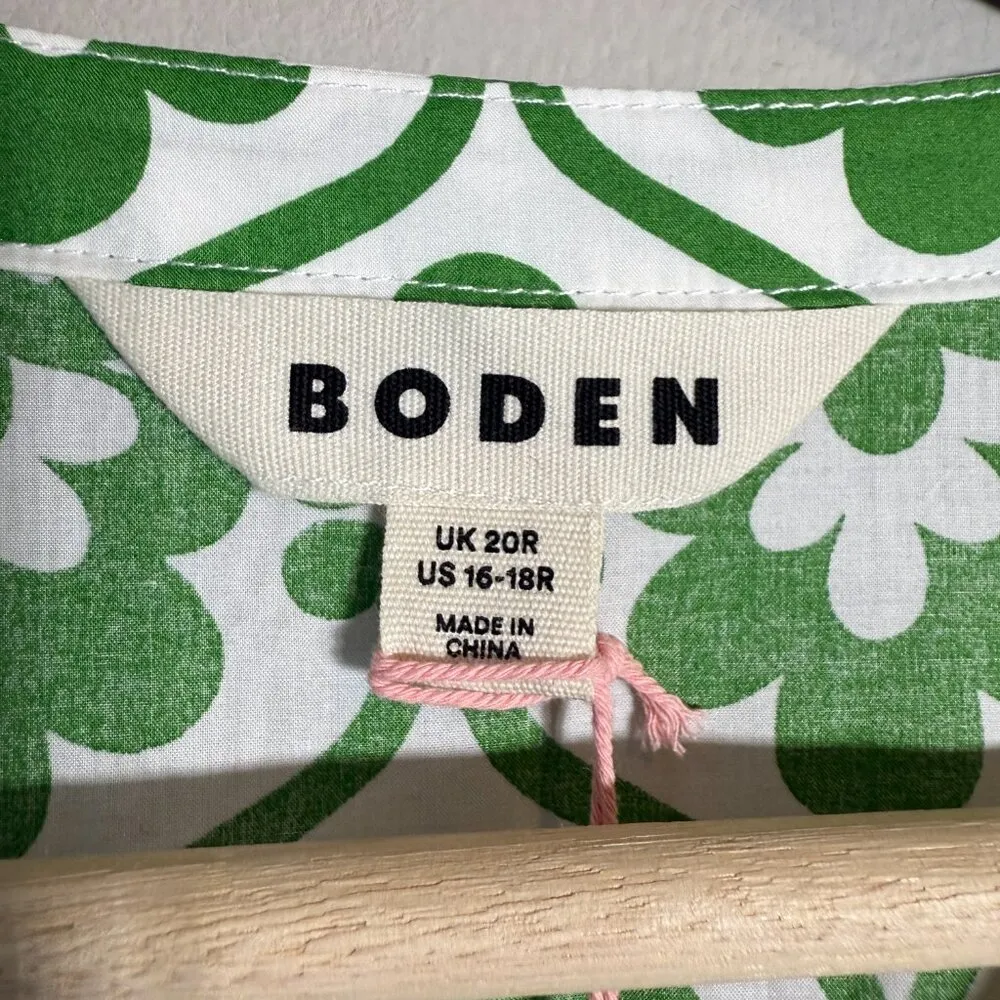 BODEN
UK 20R
US 16-18R
MADE IN
CHINA